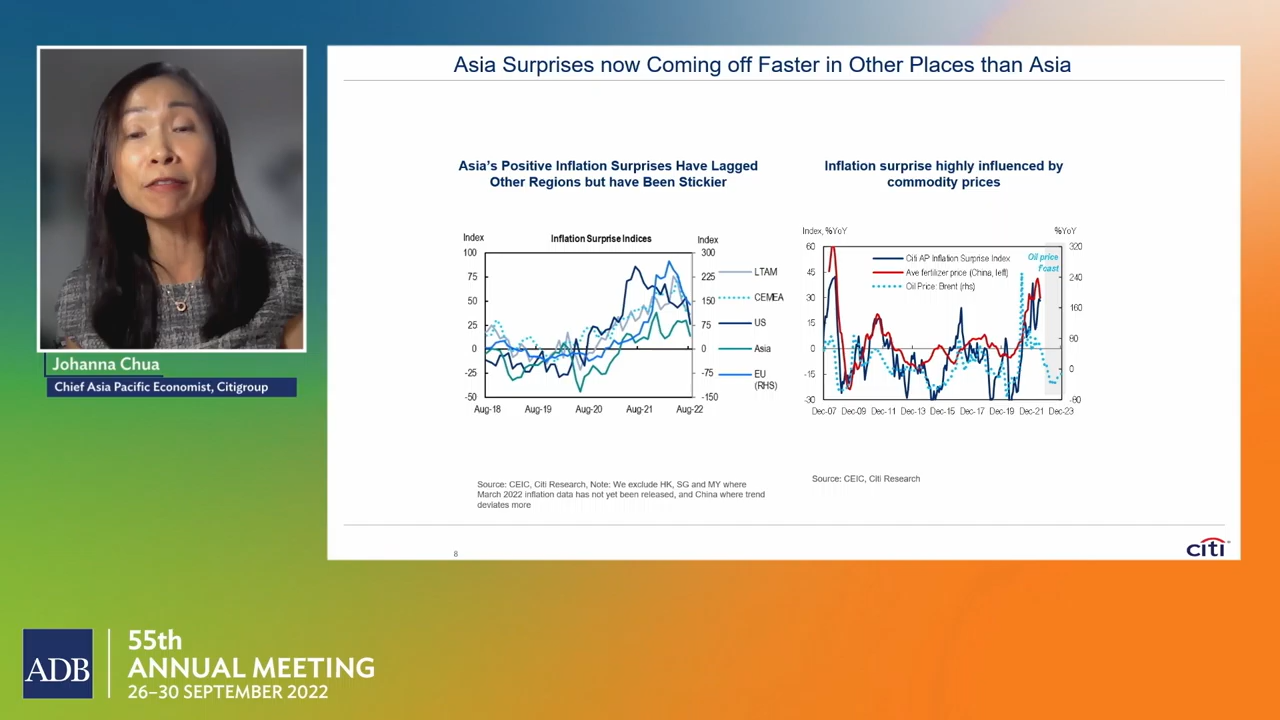 Asia Surprises now Coming off Faster in Other Places than Asia
Asia's Positive Inflation Surprises Have Lagged
Other Regions but have Been Stickier
Index
Inflation Surprise Indices
Index
100
75
50
25
0
-25
-50
300
225
150
75
0
-75
-150
Aug-18 Aug-19 Aug-20 Aug-21 Aug-22
LTAM
CEMEA
US
Asia
EU
(RHS)
Source: CEIC, Citi Research, Note: We exclude HK, SG and MY where
March 2022 inflation data has not yet been released, and China where trend
deviates more
Inflation surprise highly influenced by
commodity prices
Index, %YoY
%YoY
60
45
30
15
0
-15
-30
320
240
160
80
0
-80
Citi AP Inflation Surprise Index
Ave fertilizer price (China, left)
Oil Price: Brent (rhs)
Oil price
f'cast
Dec-07 Dec-09 Dec-11 Dec-13 Dec-15 Dec-17 Dec-19 Dec-21 Dec-23
Source: CEIC, Citi Research
8
citi
Johanna Chua
Chief Asia Pacific Economist, Citigroup
ADB
55th
ANNUAL MEETING
26–30 SEPTEMBER 2022